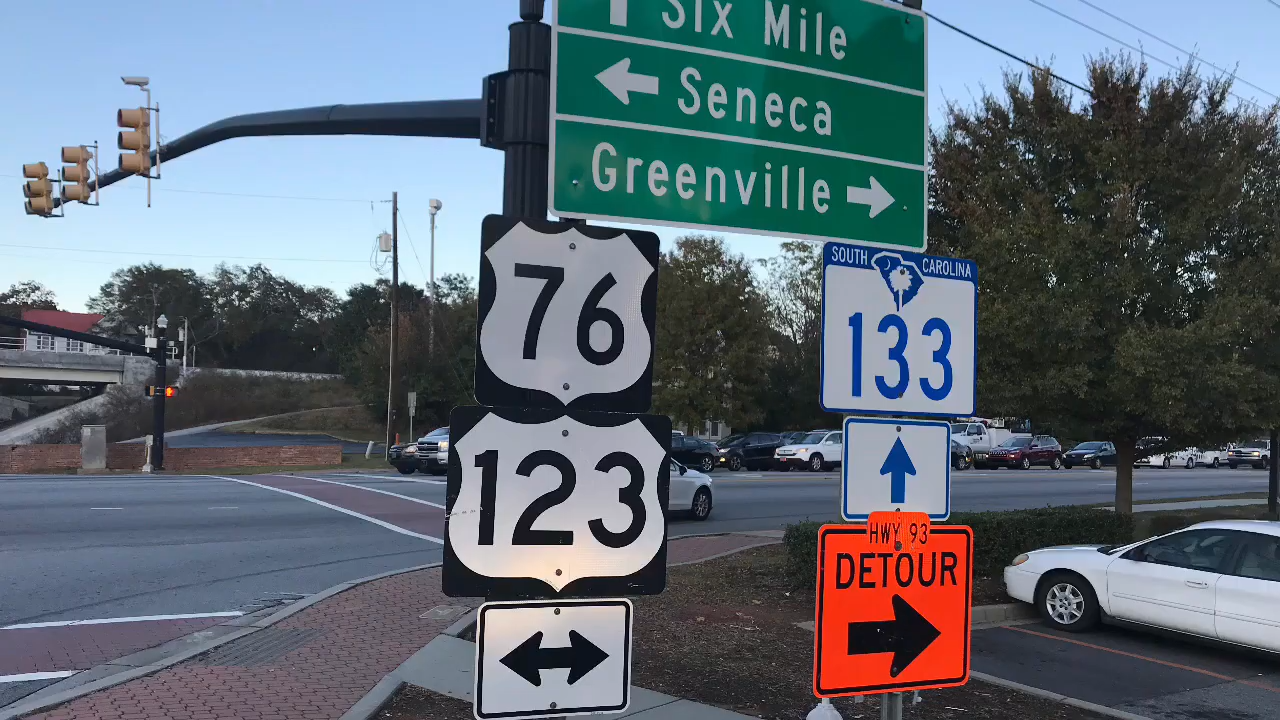 Six Mile
Seneca
Greenville
76
123
SOUTH CAROLINA
133
HWY 93
DETOUR